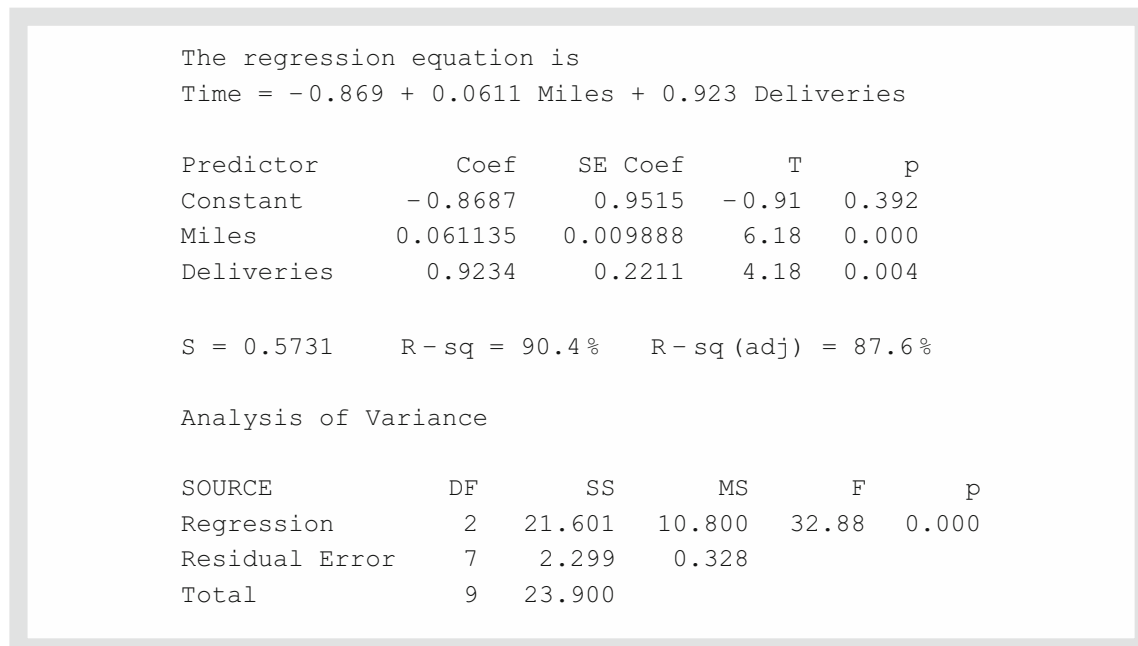 The regression equation is
Time = -0.869 + 0.0611 Miles + 0.923 Deliveries
Predictor Coef SE Coef T p
Constant -0.8687 0.9515 -0.91 0.392
Miles 0.061135 0.009888 6.18 0.000
Deliveries 0.9234 0.2211 4.18 0.004
S = 0.5731 R-sq = 90.4% R-sq (adj) = 87.6%
Analysis of Variance
SOURCE DF SS MS F p
Regression 2 21.601 10.800 32.88 0.000
Residual Error 7 2.299 0.328
Total 9 23.900